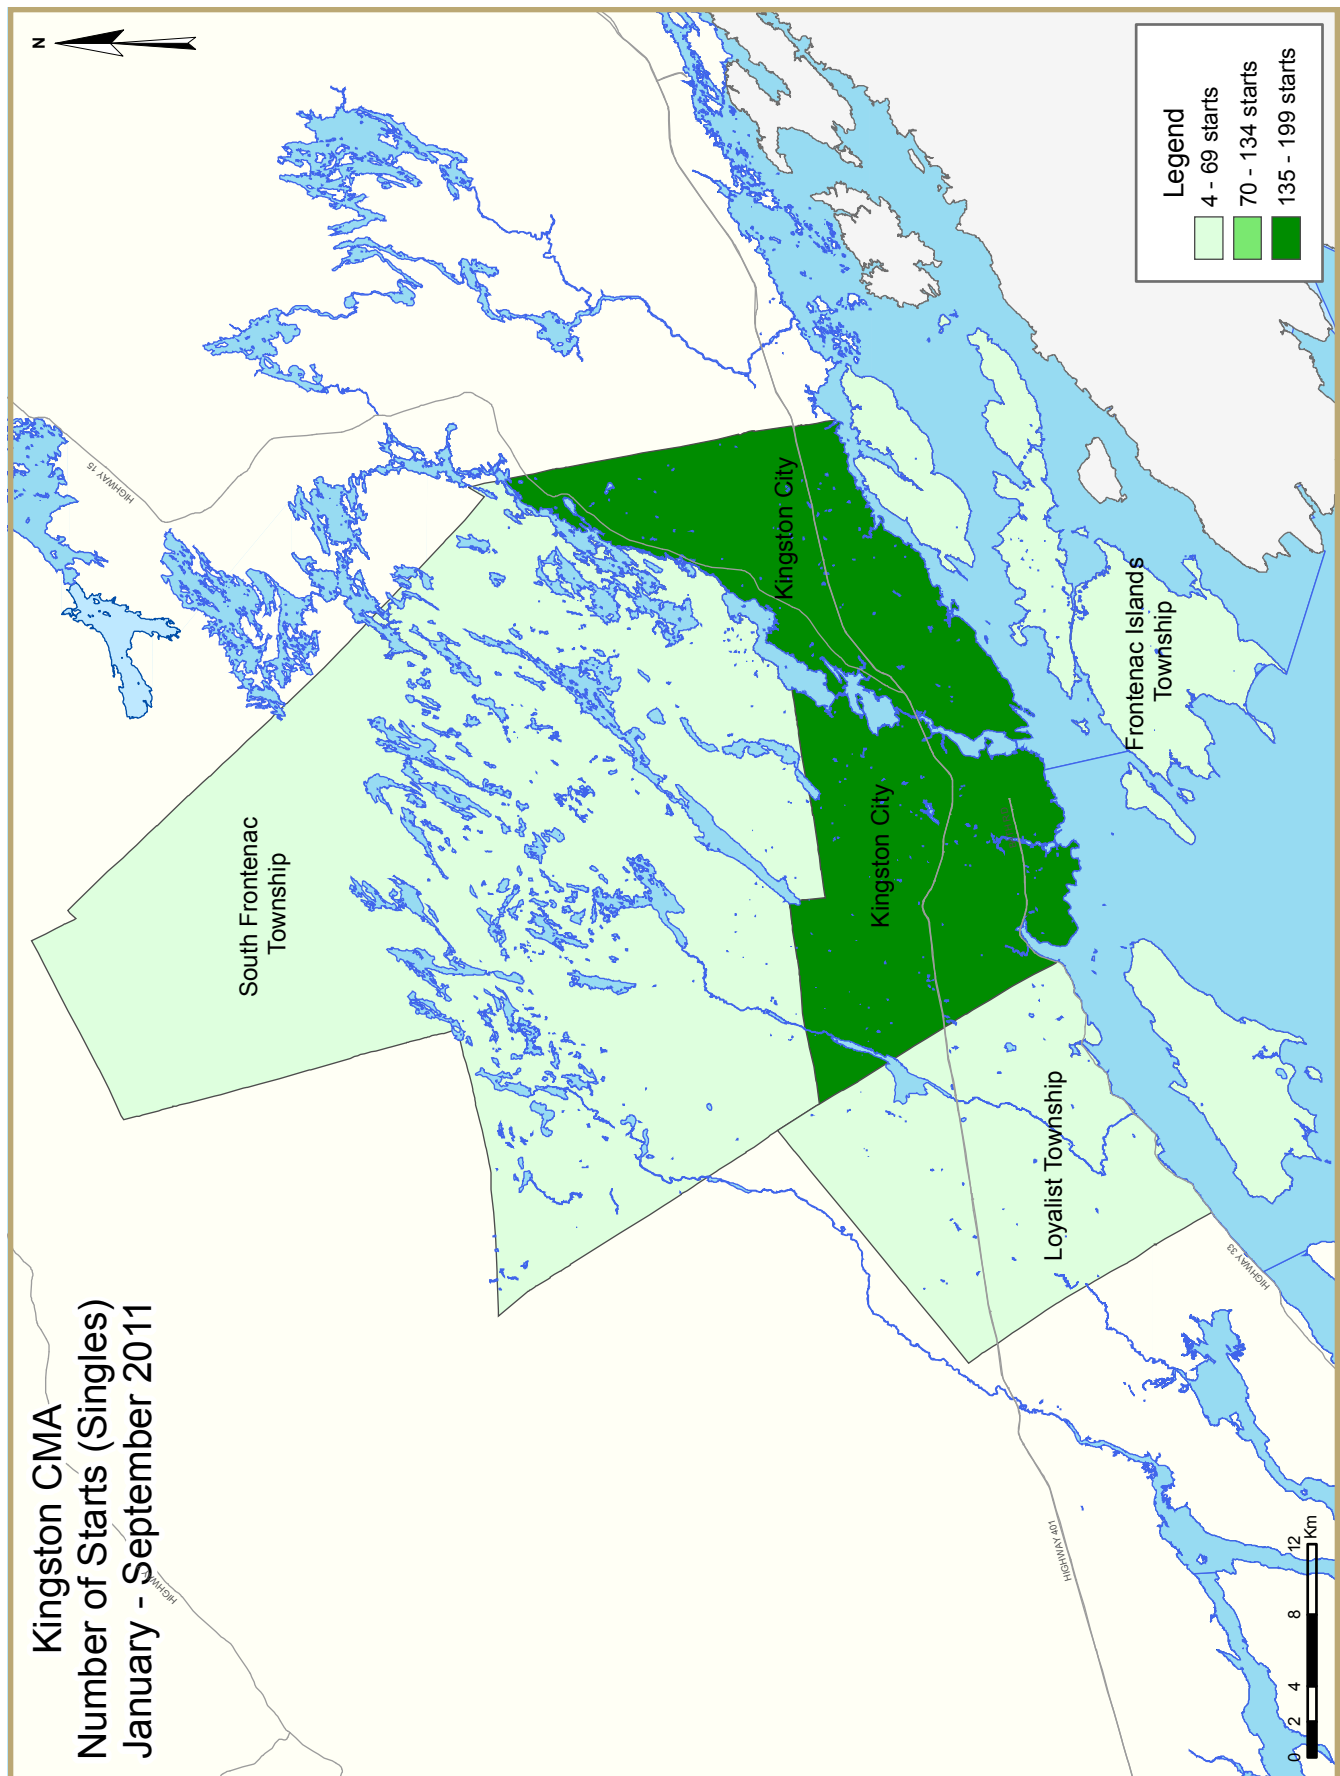 Kingston CMA
Number of Starts (Singles)
January - September 2011
N
HIGHWAY
HIGHWAY 15
South Frontenac
Township
Kingston City
Kingston City
Loyalist Township
Frontenac Islands
Township
HIGHWAY 33
HIGHWAY 401
Legend
4 - 69 starts
70 - 134 starts
135 - 199 starts
0 2 4 8 12
Km